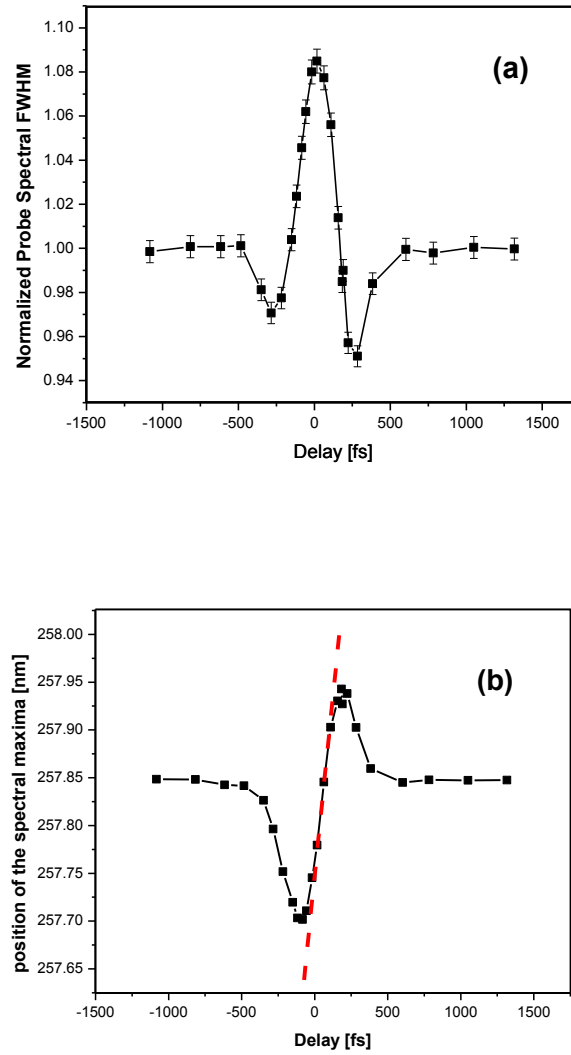 1.10
1.08
1.06
1.04
1.02
1.00
0.98
0.96
0.94
Normalized Probe Spectral FWHM
(a)
-1500 -1000 -500 0 500 1000 1500
Delay [fs]
258.00
257.95
257.90
257.85
257.80
257.75
257.70
257.65
position of the spectral maxima [nm]
(b)
-1500 -1000 -500 0 500 1000 1500
Delay [fs]